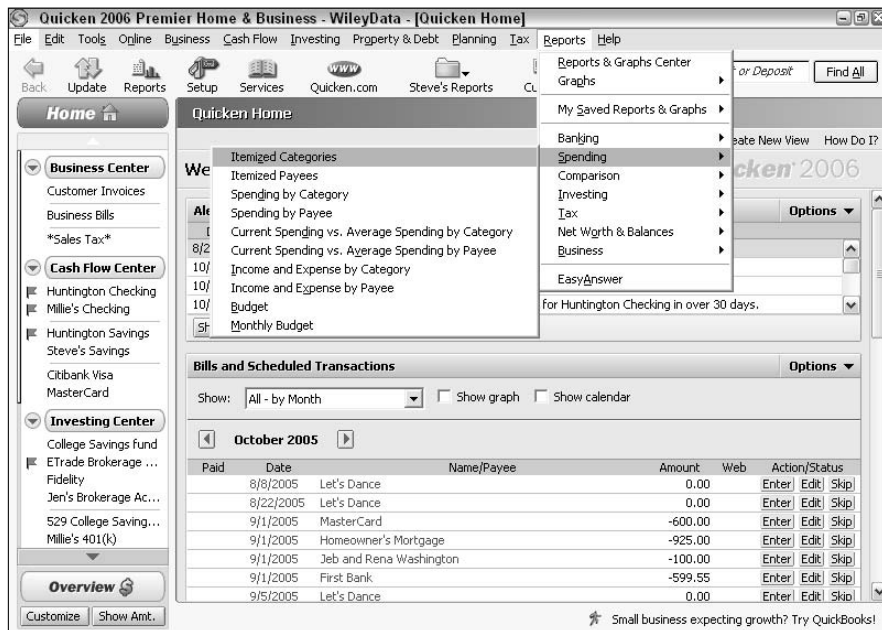 Quicken 2006 Premier Home & Business - WileyData - [Quicken Home]
File Edit Tools Online Business Cash Flow Investing Property & Debt Planning Tax Reports Help
Back Update Reports Setup Services Quicken.com Steve's Reports
or Deposit Find All
Reports & Graphs Center
Graphs
My Saved Reports & Graphs
Banking
Spending
Comparison
Investing
Tax
Net Worth & Balances
Business
EasyAnswer
Itemized Categories
Itemized Payees
Spending by Category
Spending by Payee
Current Spending vs. Average Spending by Category
Current Spending vs. Average Spending by Payee
Income and Expense by Category
Income and Expense by Payee
Budget
Monthly Budget
Home
Business Center
Customer Invoices
Business Bills
*Sales Tax*
Cash Flow Center
Huntington Checking
Millie's Checking
Huntington Savings
Steve's Savings
Citibank Visa
MasterCard
Investing Center
College Savings fund
ETrade Brokerage ...
Fidelity
Jen's Brokerage Ac...
529 College Saving...
Millie's 401(k)
Overview
Customize Show Amt.
Quicken Home
eate New View How Do I?
We cken 2006
Ale Options
8/2
10/
10/
10/ for Huntington Checking in over 30 days.
Sh
Bills and Scheduled Transactions Options
Show: All - by Month Show graph Show calendar
October 2005
Paid Date Name/Payee Amount Web Action/Status
8/8/2005 Let's Dance 0.00 Enter Edit Skip
8/22/2005 Let's Dance 0.00 Enter Edit Skip
9/1/2005 MasterCard -600.00 Enter Edit Skip
9/1/2005 Homeowner's Mortgage -925.00 Enter Edit Skip
9/1/2005 Jeb and Rena Washington -100.00 Enter Edit Skip
9/1/2005 First Bank -599.55 Enter Edit Skip
9/5/2005 Let's Dance 0.00 Enter Edit Skip
Small business expecting growth? Try QuickBooks!